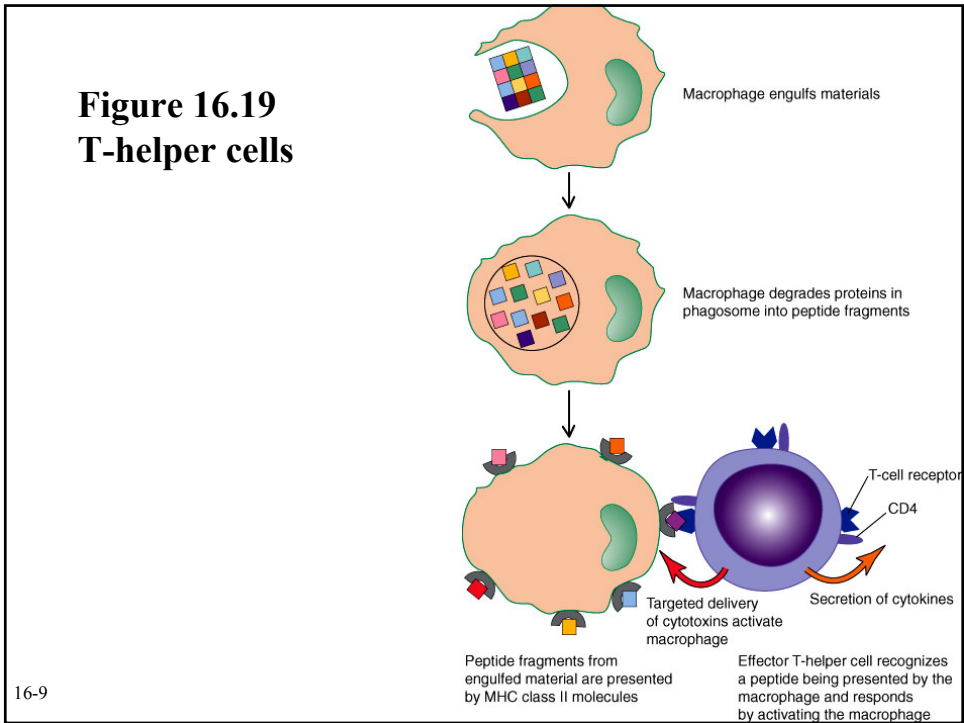 Figure 16.19
T-helper cells
Macrophage engulfs materials
Macrophage degrades proteins in
phagosome into peptide fragments
T-cell receptor
CD4
Targeted delivery
of cytotoxins activate
macrophage
Secretion of cytokines
Peptide fragments from
engulfed material are presented
by MHC class II molecules
Effector T-helper cell recognizes
a peptide being presented by the
macrophage and responds
by activating the macrophage
16-9